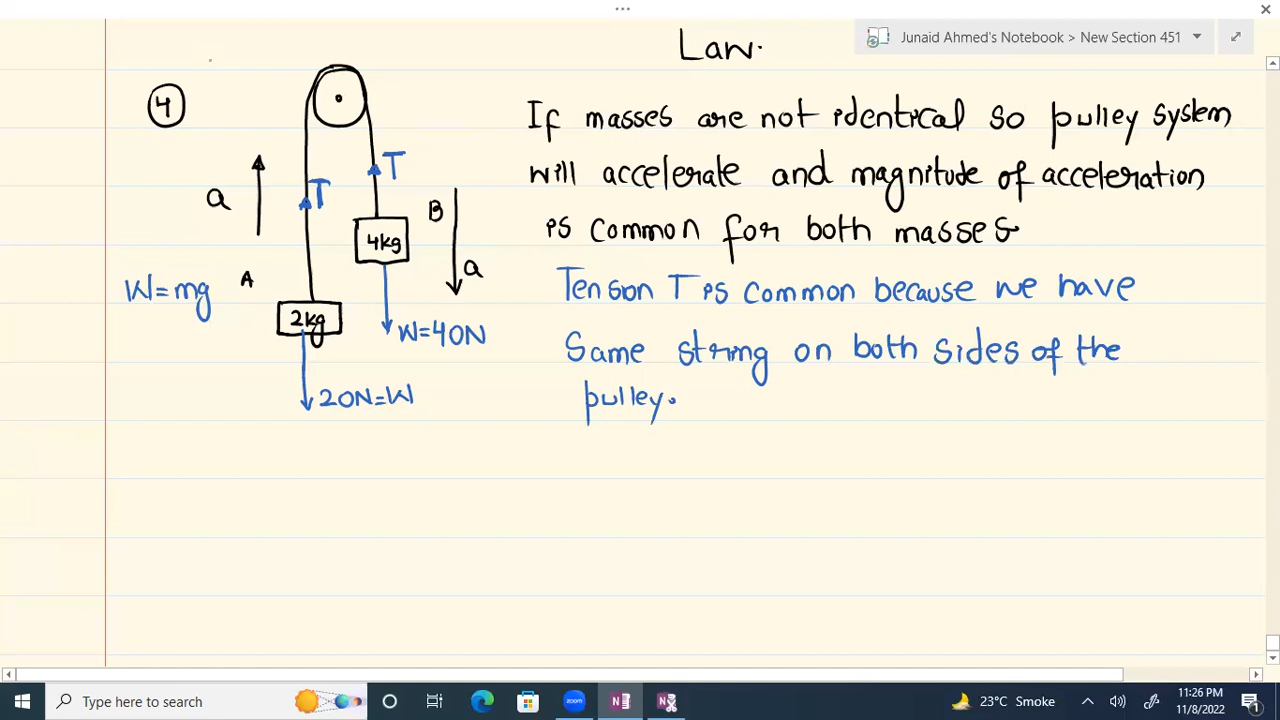 Law.
Junaid Ahmed's Notebook > New Section 451
4
If masses are not identical so pulley system
will accelerate and magnitude of acceleration
is common for both masses
Tension T is common because we have
Same string on both sides of the
pulley.
a
T
T
B
a
4kg
A
W=mg
2kg
W=40N
20N=W
Type here to search
zoom
23°C Smoke
11:26 PM
11/8/2022
1